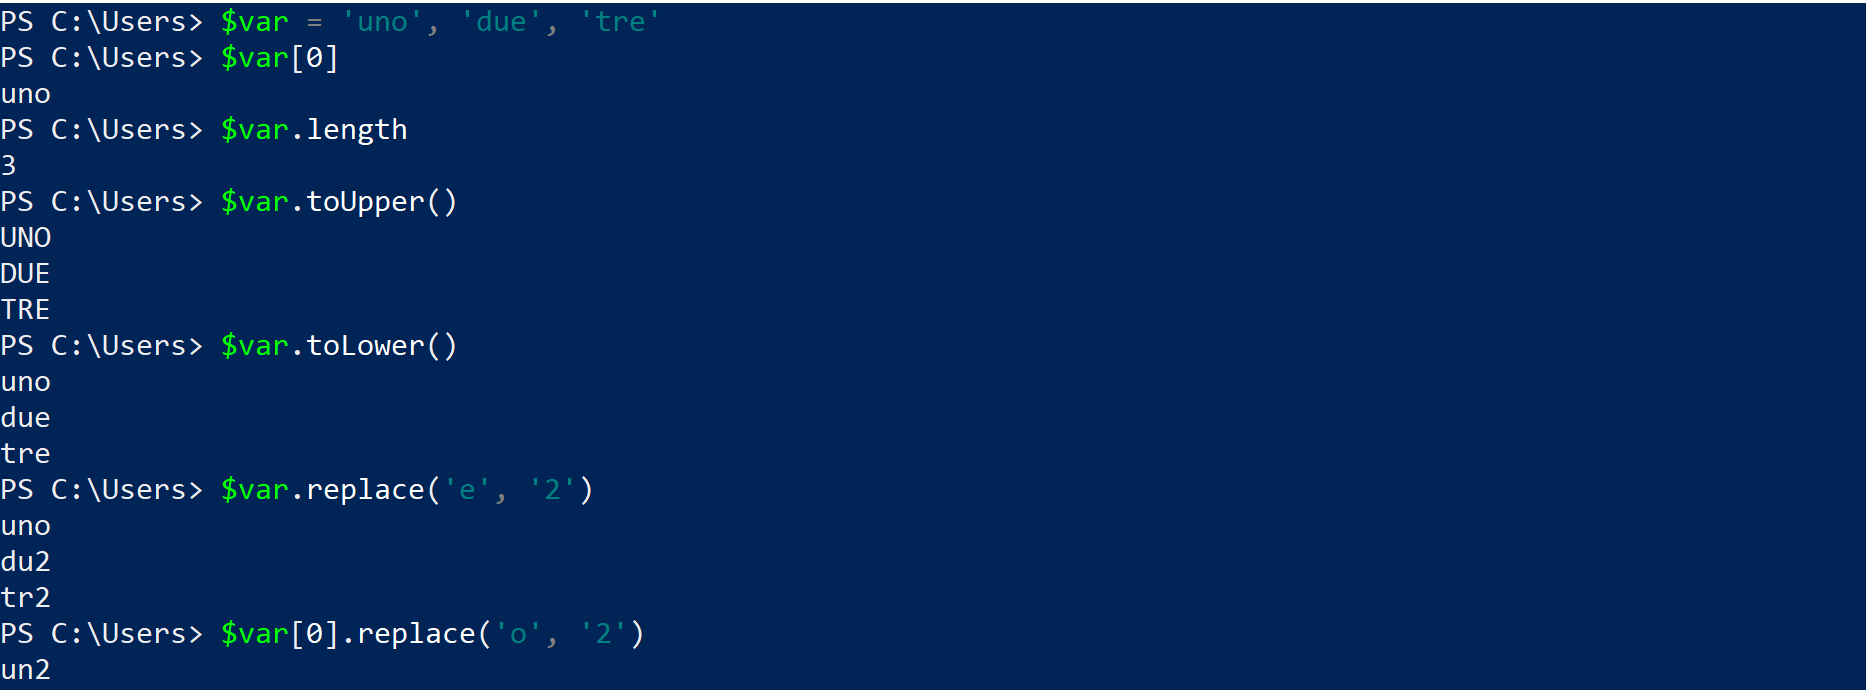 PS C:\Users> $var = 'uno', 'due', 'tre'
PS C:\Users> $var[0]
uno
PS C:\Users> $var.length
3
PS C:\Users> $var.toUpper()
UNO
DUE
TRE
PS C:\Users> $var.toLower()
uno
due
tre
PS C:\Users> $var.replace('e', '2')
uno
du2
tr2
PS C:\Users> $var[0].replace('o', '2')
un2